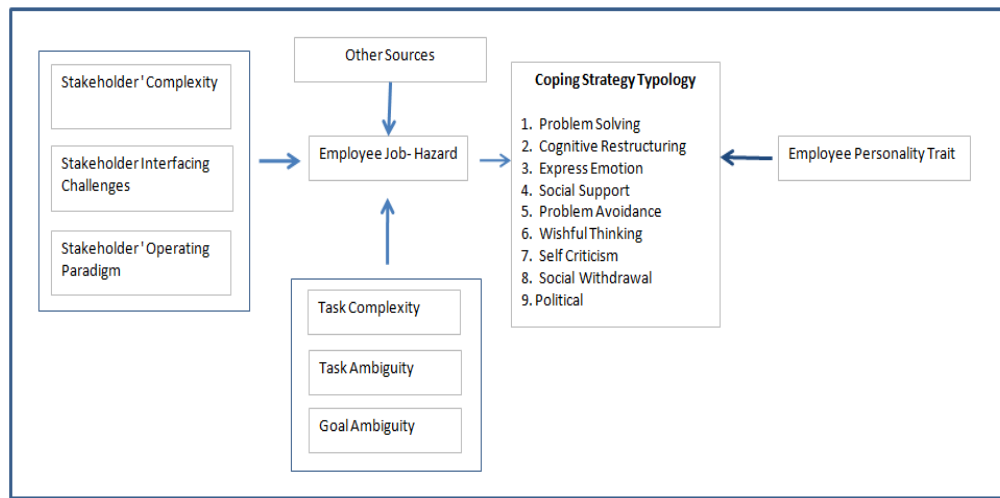 Stakeholder ' Complexity
Stakeholder Interfacing
Challenges
Stakeholder ' Operating
Paradigm
Other Sources
Employee Job- Hazard
Task Complexity
Task Ambiguity
Goal Ambiguity
Coping Strategy Typology
1. Problem Solving
2. Cognitive Restructuring
3. Express Emotion
4. Social Support
5. Problem Avoidance
6. Wishful Thinking
7. Self Criticism
8. Social Withdrawal
9. Political
Employee Personality Trait